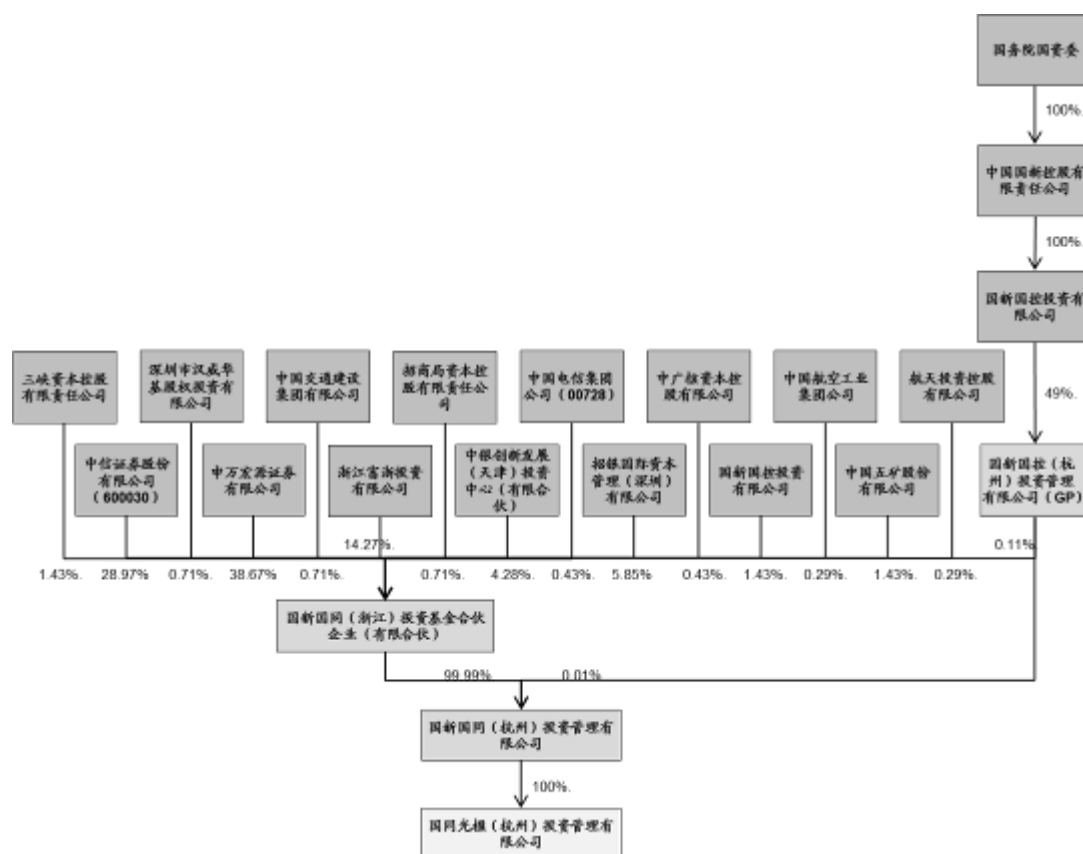 国务院国资委
100%.
中国国新控股有
限责任公司
100%.
国新国控投资有
限公司
49%.
三峡资本控股
有限责任公司
深圳市汉威华
基股权投资有
限公司
中国交通建设
集团有限公司
招商局资本控
股有限责任公
司
中国电信集团
公司（00728）
中广核资本控
股有限公司
中国航空工业
集团公司
航天投资控股
有限公司
中信证券股份
有限公司
（600030）
申万宏源证券
有限公司
浙江富浙投资
有限公司
中银创新发展
（天津）投资
中心（有限合
伙）
招银国际资本
管理（深圳）
有限公司
国新国控投资
有限公司
中国五矿股份
有限公司
国新国控（杭
州）投资管理
有限公司（GP）
14.27%.
0.11%.
1.43%.
28.97%
0.71%.
38.67%
0.71%.
0.71%.
4.28%.
0.43%.
5.85%
0.43%.
1.43%.
0.29%.
1.43%.
0.29%.
国新国同（浙江）投资基金合伙
企业（有限合伙）
99.99%.
0.01%.
国新国同（杭州）投资管理有
限公司
100%.
国同光楹（杭州）投资管理有
限公司